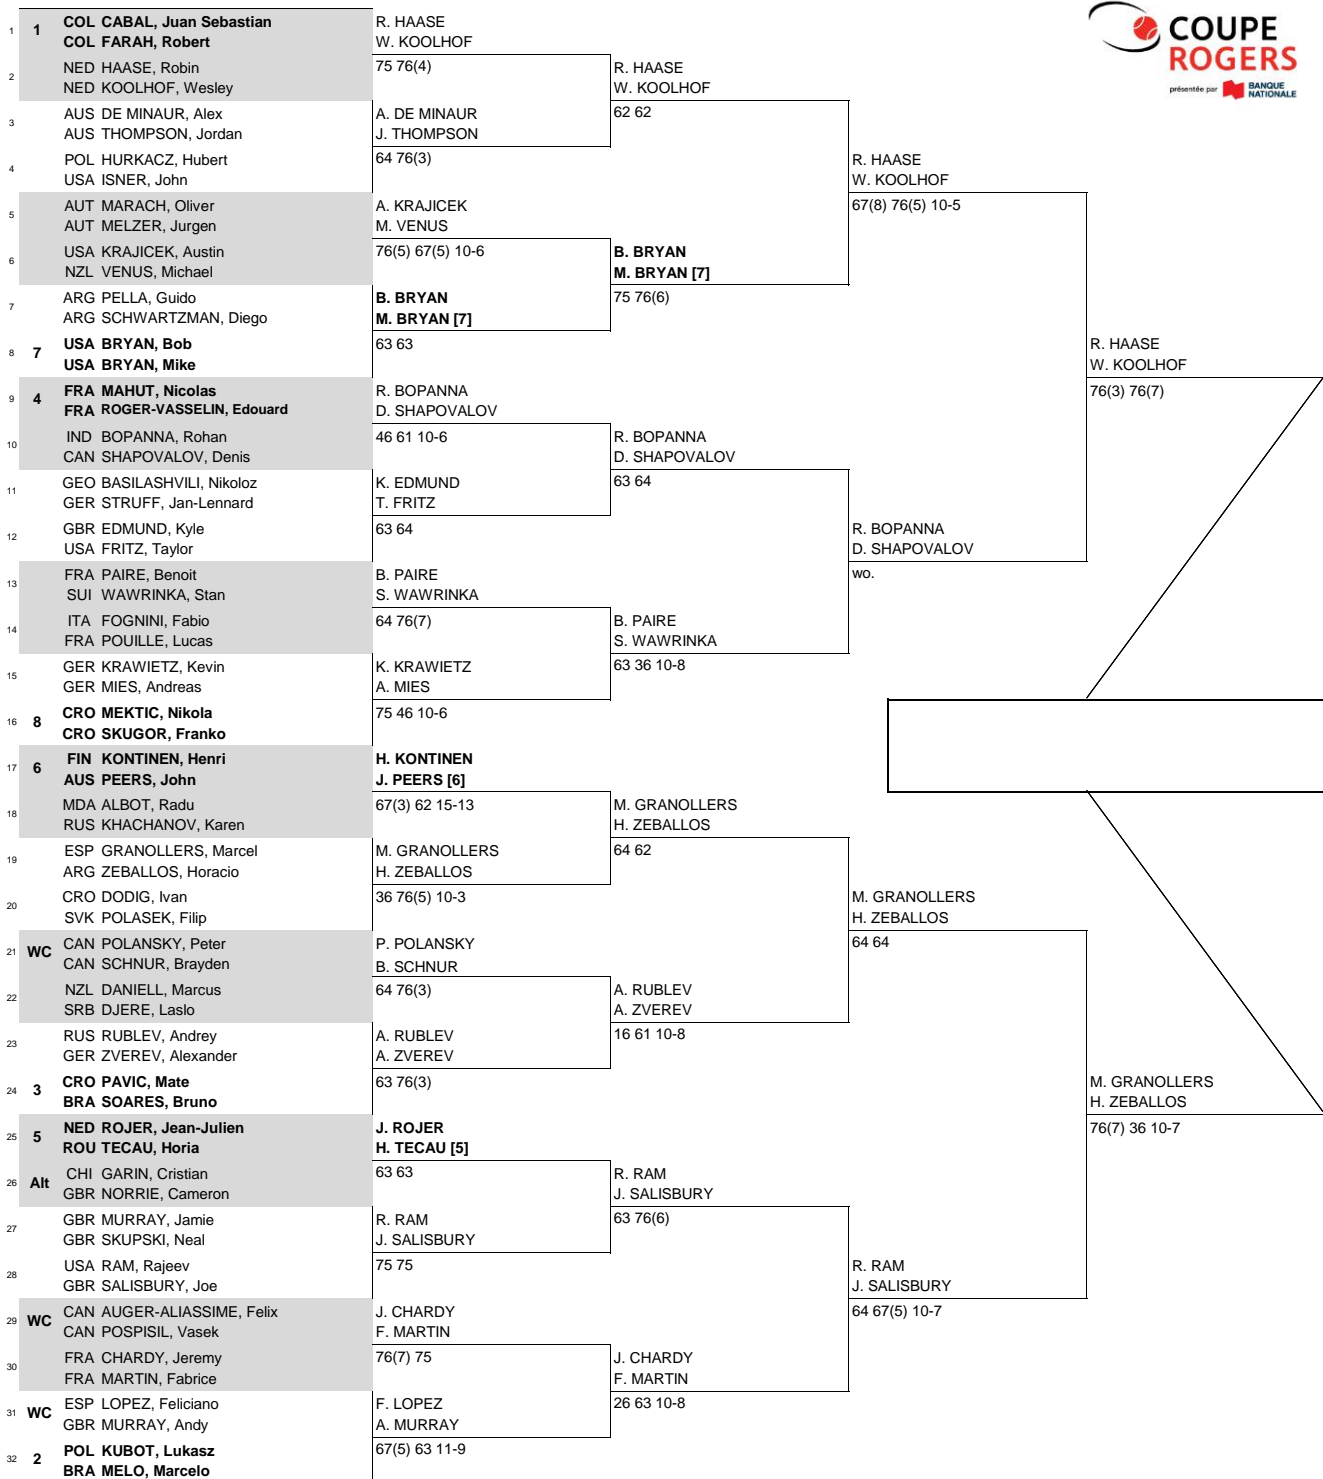 COUPE
ROGERS
présentée par BANQUE
NATIONALE
1 1 COL CABAL, Juan Sebastian
COL FARAH, Robert
2 NED HAASE, Robin
NED KOOLHOF, Wesley
3 AUS DE MINAUR, Alex
AUS THOMPSON, Jordan
4 POL HURKACZ, Hubert
USA ISNER, John
5 AUT MARACH, Oliver
AUT MELZER, Jurgen
6 USA KRAJICEK, Austin
NZL VENUS, Michael
7 ARG PELLA, Guido
ARG SCHWARTZMAN, Diego
8 7 USA BRYAN, Bob
USA BRYAN, Mike
9 4 FRA MAHUT, Nicolas
FRA ROGER-VASSELIN, Edouard
10 IND BOPANNA, Rohan
CAN SHAPOVALOV, Denis
11 GEO BASILASHVILI, Nikoloz
GER STRUFF, Jan-Lennard
12 GBR EDMUND, Kyle
USA FRITZ, Taylor
13 FRA PAIRE, Benoit
SUI WAWRINKA, Stan
14 ITA FOGNINI, Fabio
FRA POUILLE, Lucas
15 GER KRAWIETZ, Kevin
GER MIES, Andreas
16 8 CRO MEKTIC, Nikola
CRO SKUGOR, Franko
17 6 FIN KONTINEN, Henri
AUS PEERS, John
18 MDA ALBOT, Radu
RUS KHACHANOV, Karen
19 ESP GRANOLLERS, Marcel
ARG ZEBALLOS, Horacio
20 CRO DODIG, Ivan
SVK POLASEK, Filip
21 WC CAN POLANSKY, Peter
CAN SCHNUR, Brayden
22 NZL DANIELL, Marcus
SRB DJERE, Laslo
23 RUS RUBLEV, Andrey
GER ZVEREV, Alexander
24 3 CRO PAVIC, Mate
BRA SOARES, Bruno
25 5 NED ROJER, Jean-Julien
ROU TECAU, Horia
26 Alt CHI GARIN, Cristian
GBR NORRIE, Cameron
27 GBR MURRAY, Jamie
GBR SKUPSKI, Neal
28 USA RAM, Rajeev
GBR SALISBURY, Joe
29 WC CAN AUGER-ALIASSIME, Felix
CAN POSPISIL, Vasek
30 FRA CHARDY, Jeremy
FRA MARTIN, Fabrice
31 WC ESP LOPEZ, Feliciano
GBR MURRAY, Andy
32 2 POL KUBOT, Lukasz
BRA MELO, Marcelo
R. HAASE
W. KOOLHOF
75 76(4)
A. DE MINAUR
J. THOMPSON
64 76(3)
A. KRAJICEK
M. VENUS
76(5) 67(5) 10-6
B. BRYAN
M. BRYAN [7]
63 63
R. BOPANNA
D. SHAPOVALOV
46 61 10-6
K. EDMUND
T. FRITZ
63 64
B. PAIRE
S. WAWRINKA
64 76(7)
K. KRAWIETZ
A. MIES
75 46 10-6
H. KONTINEN
J. PEERS [6]
67(3) 62 15-13
M. GRANOLLERS
H. ZEBALLOS
36 76(5) 10-3
P. POLANSKY
B. SCHNUR
64 76(3)
A. RUBLEV
A. ZVEREV
63 76(3)
J. ROJER
H. TECAU [5]
63 63
R. RAM
J. SALISBURY
75 75
J. CHARDY
F. MARTIN
76(7) 75
F. LOPEZ
A. MURRAY
67(5) 63 11-9
R. HAASE
W. KOOLHOF
62 62
B. BRYAN
M. BRYAN [7]
75 76(6)
R. BOPANNA
D. SHAPOVALOV
63 64
B. PAIRE
S. WAWRINKA
63 36 10-8
M. GRANOLLERS
H. ZEBALLOS
64 62
A. RUBLEV
A. ZVEREV
16 61 10-8
R. RAM
J. SALISBURY
63 76(6)
J. CHARDY
F. MARTIN
26 63 10-8
R. HAASE
W. KOOLHOF
67(8) 76(5) 10-5
R. BOPANNA
D. SHAPOVALOV
wo.
M. GRANOLLERS
H. ZEBALLOS
64 64
R. RAM
J. SALISBURY
64 67(5) 10-7
R. HAASE
W. KOOLHOF
76(3) 76(7)
M. GRANOLLERS
H. ZEBALLOS
76(7) 36 10-7